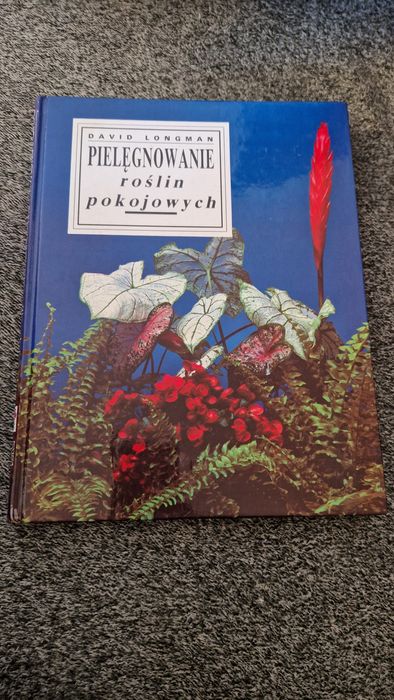 DAVID LONGMAN
PIELĘGNOWANIE
roślin
pokojowych